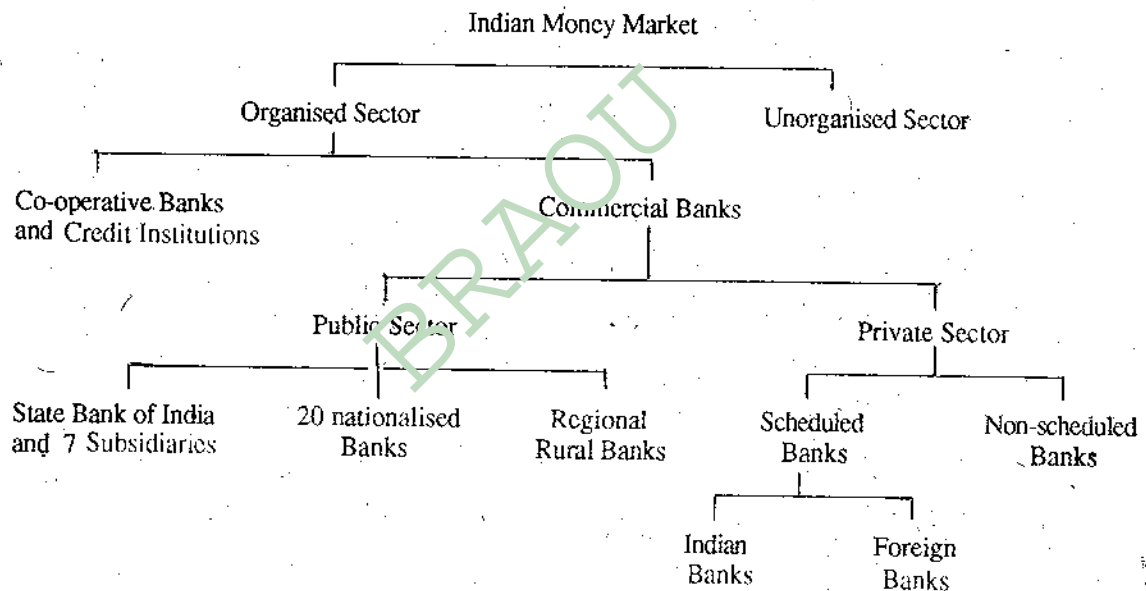 Indian Money Market
Organised Sector
Unorganised Sector
Co-operative Banks
and Credit Institutions
Commercial Banks
BRAOU
Public Sector
Private Sector
State Bank of India
and 7 Subsidiaries
20 nationalised
Banks
Regional
Rural Banks
Scheduled
Banks
Non-scheduled
Banks
Indian
Banks
Foreign
Banks